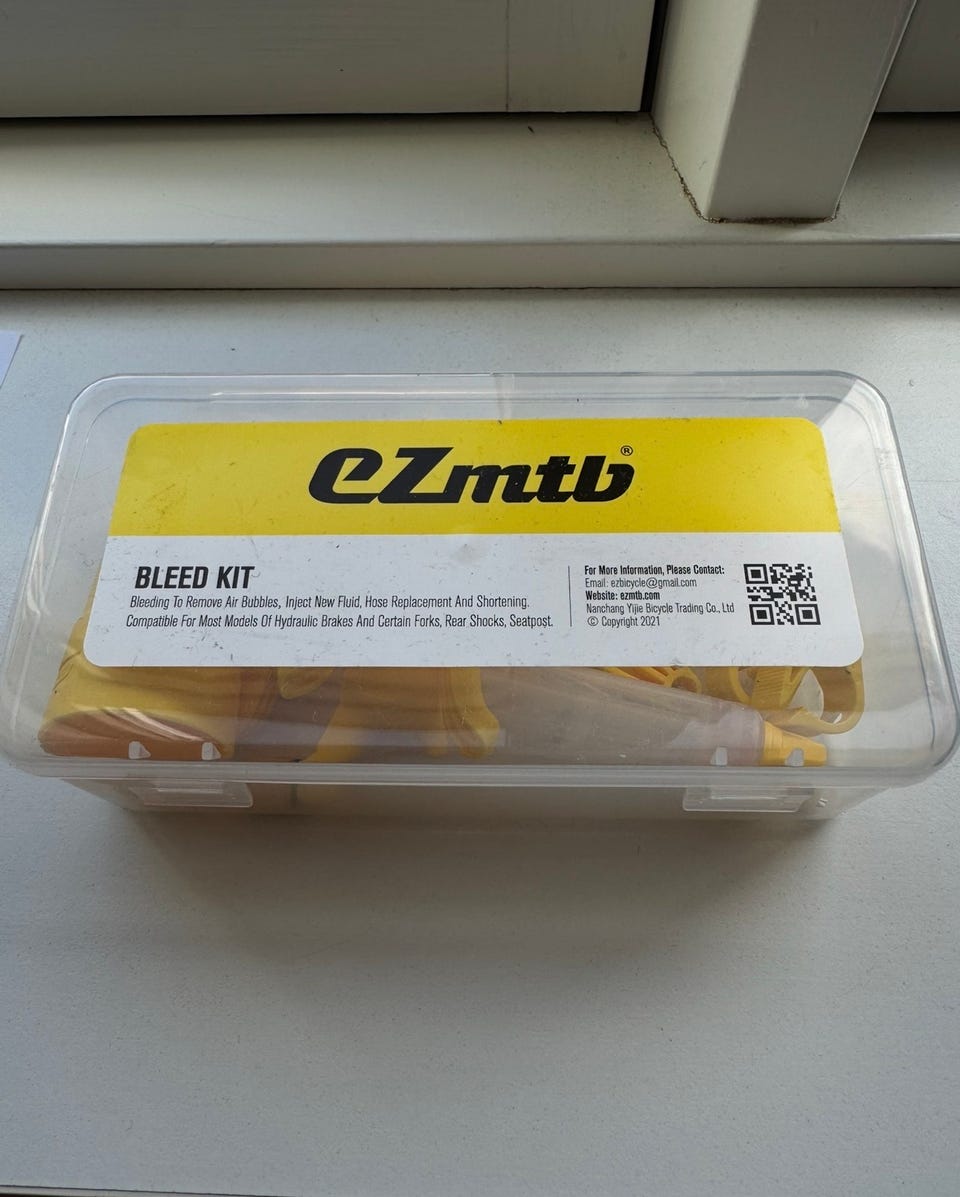 eZmtb®
BLEED KIT
Bleeding To Remove Air Bubbles, Inject New Fluid, Hose Replacement And Shortening.
Compatible For Most Models Of Hydraulic Brakes And Certain Forks, Rear Shocks, Seatpost.
For More Information, Please Contact:
Email: ezbicycle@gmail.com
Website: ezmtb.com
Nanchang Yijie Bicycle Trading Co., Ltd
© Copyright 2021